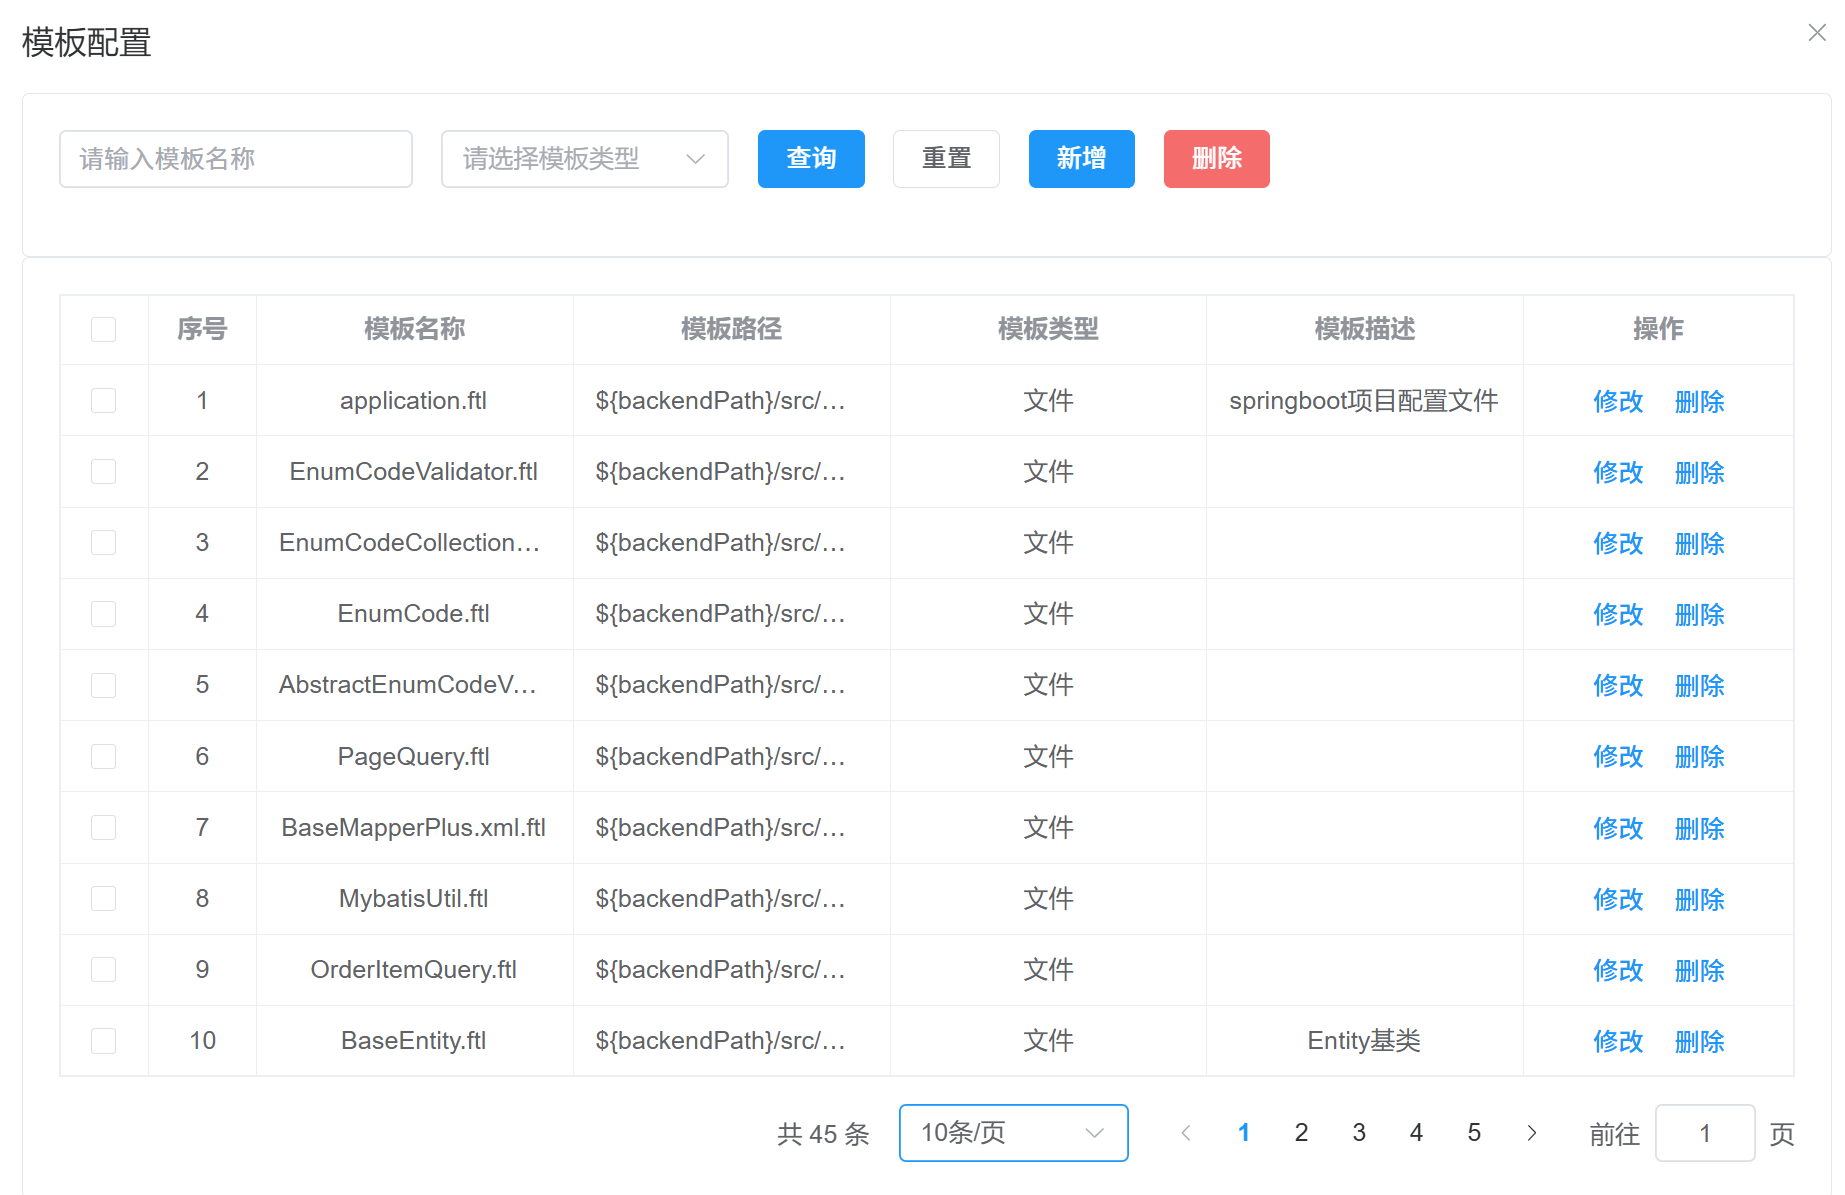 模板配置
请输入模板名称 请选择模板类型 查询 重置 新增 删除
序号 模板名称 模板路径 模板类型 模板描述 操作
1 application.ftl ${backendPath}/src/… 文件 springboot项目配置文件 修改 删除
2 EnumCodeValidator.ftl ${backendPath}/src/… 文件 修改 删除
3 EnumCodeCollection… ${backendPath}/src/… 文件 修改 删除
4 EnumCode.ftl ${backendPath}/src/… 文件 修改 删除
5 AbstractEnumCodeV… ${backendPath}/src/… 文件 修改 删除
6 PageQuery.ftl ${backendPath}/src/… 文件 修改 删除
7 BaseMapperPlus.xml.ftl ${backendPath}/src/… 文件 修改 删除
8 MybatisUtil.ftl ${backendPath}/src/… 文件 修改 删除
9 OrderItemQuery.ftl ${backendPath}/src/… 文件 修改 删除
10 BaseEntity.ftl ${backendPath}/src/… 文件 Entity基类 修改 删除
共 45 条 10条/页 1 2 3 4 5 前往 1 页